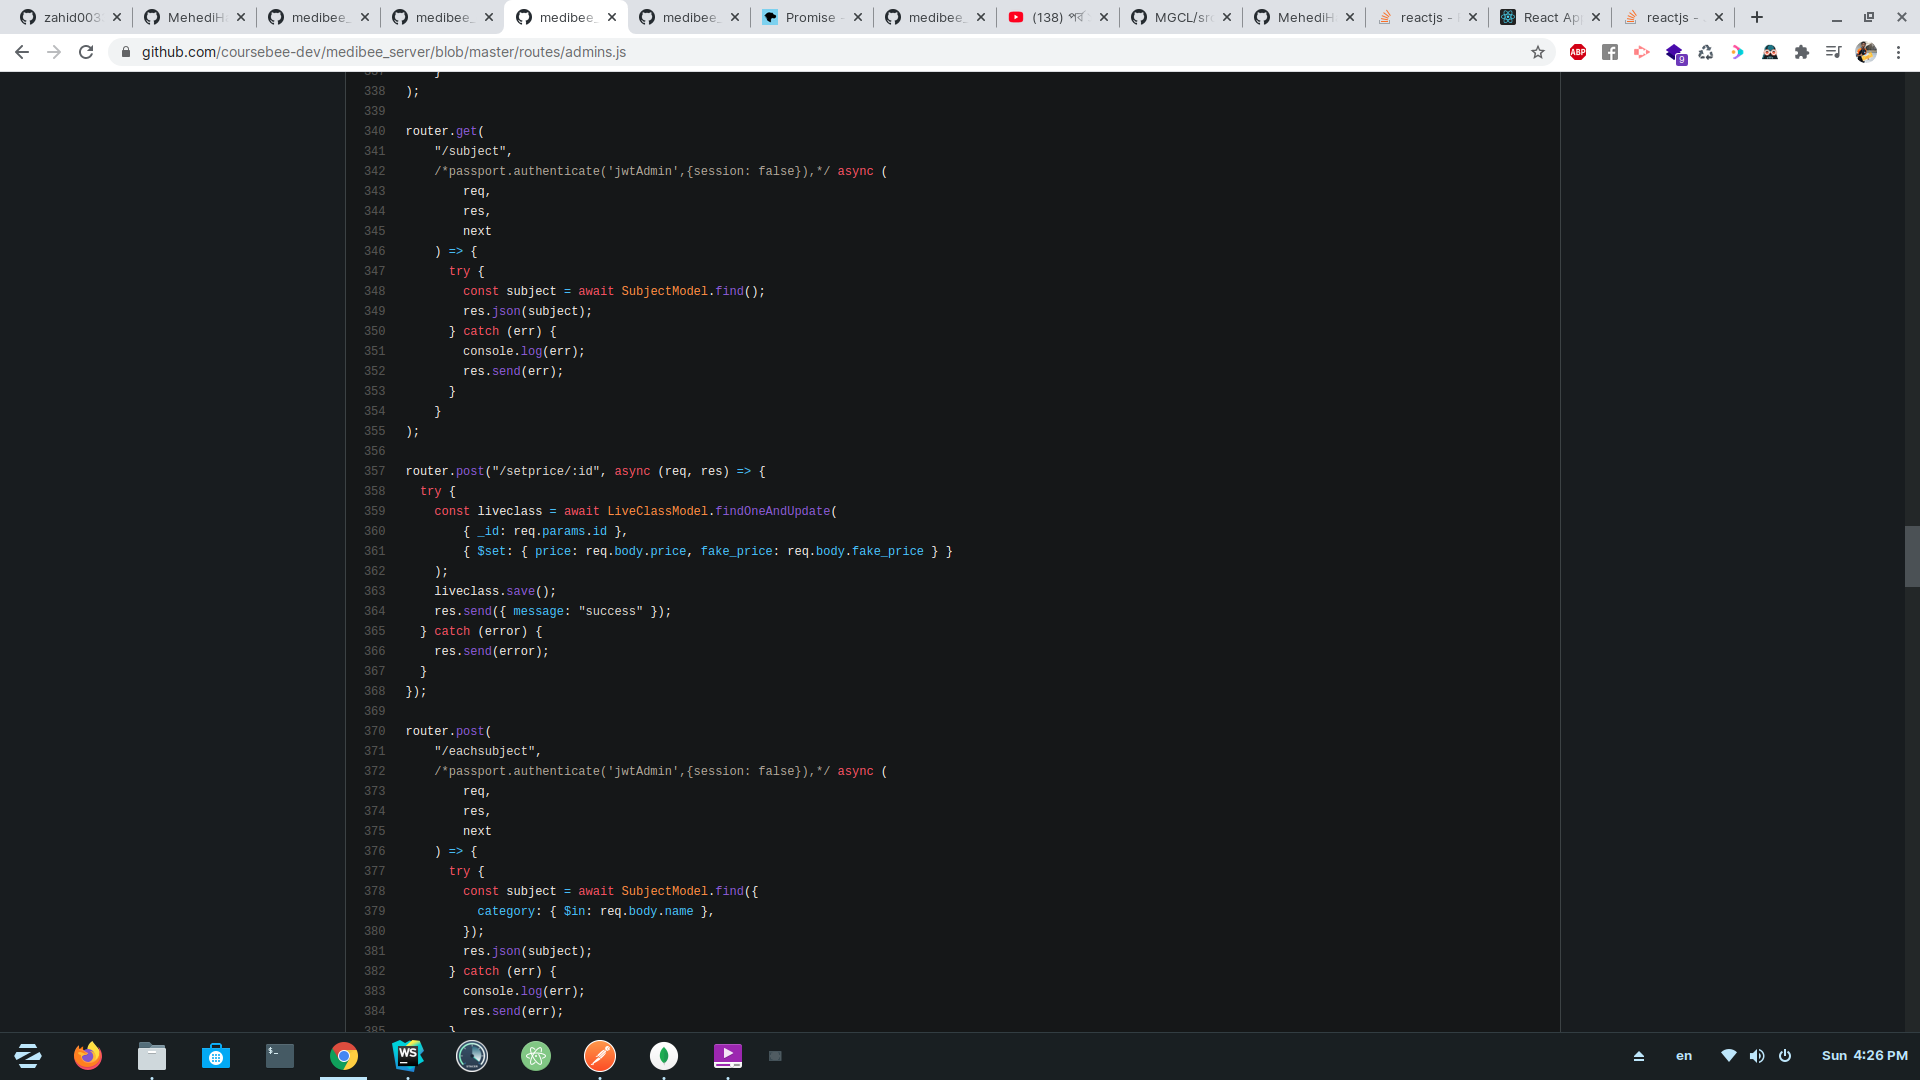 zahid003
MehediH
medibee_
medibee_
medibee_
medibee_
Promise -
medibee_
(138) পর্ব
MGCL/src
MehediH
reactjs -
React App
reactjs -
github.com/coursebee-dev/medibee_server/blob/master/routes/admins.js
ABP
9
337 }
338 );
339
340 router.get(
341 "/subject",
342 /*passport.authenticate('jwtAdmin',{session: false}),*/ async (
343 req,
344 res,
345 next
346 ) => {
347 try {
348 const subject = await SubjectModel.find();
349 res.json(subject);
350 } catch (err) {
351 console.log(err);
352 res.send(err);
353 }
354 }
355 );
356
357 router.post("/setprice/:id", async (req, res) => {
358 try {
359 const liveclass = await LiveClassModel.findOneAndUpdate(
360 { _id: req.params.id },
361 { $set: { price: req.body.price, fake_price: req.body.fake_price } }
362 );
363 liveclass.save();
364 res.send({ message: "success" });
365 } catch (error) {
366 res.send(error);
367 }
368 });
369
370 router.post(
371 "/eachsubject",
372 /*passport.authenticate('jwtAdmin',{session: false}),*/ async (
373 req,
374 res,
375 next
376 ) => {
377 try {
378 const subject = await SubjectModel.find({
379 category: { $in: req.body.name },
380 });
381 res.json(subject);
382 } catch (err) {
383 console.log(err);
384 res.send(err);
385 }
WS
en
Sun 4:26 PM